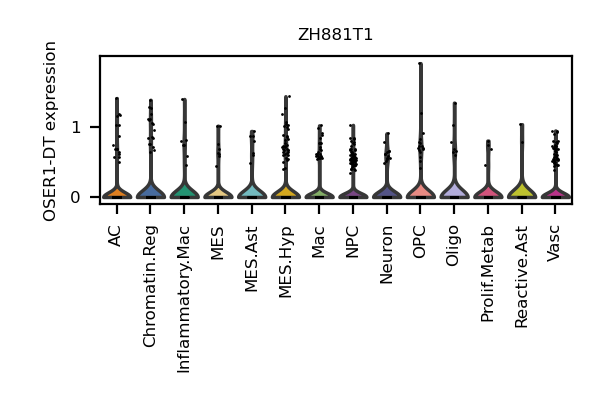 ZH881T1
OSER1-DT expression
1
0
AC
Chromatin.Reg
Inflammatory.Mac
MES
MES.Ast
MES.Hyp
Mac
NPC
Neuron
OPC
Oligo
Prolif.Metab
Reactive.Ast
Vasc